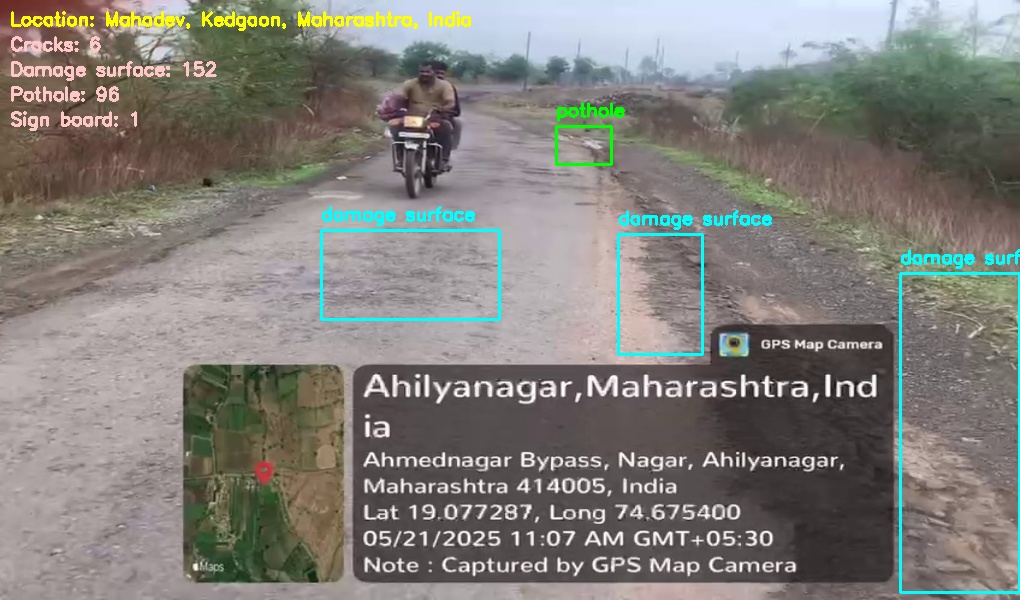 Location: Mahadev, Kedgaon, Maharashtra, India
Cracks: 6
Damage surface: 152
Pothole: 96
Sign board: 1
pothole
damage surface
damage surface
damage surf
GPS Map Camera
Ahilyanagar,Maharashtra,Ind
ia
Ahmednagar Bypass, Nagar, Ahilyanagar,
Maharashtra 414005, India
Lat 19.077287, Long 74.675400
05/21/2025 11:07 AM GMT+05:30
Note : Captured by GPS Map Camera
Maps